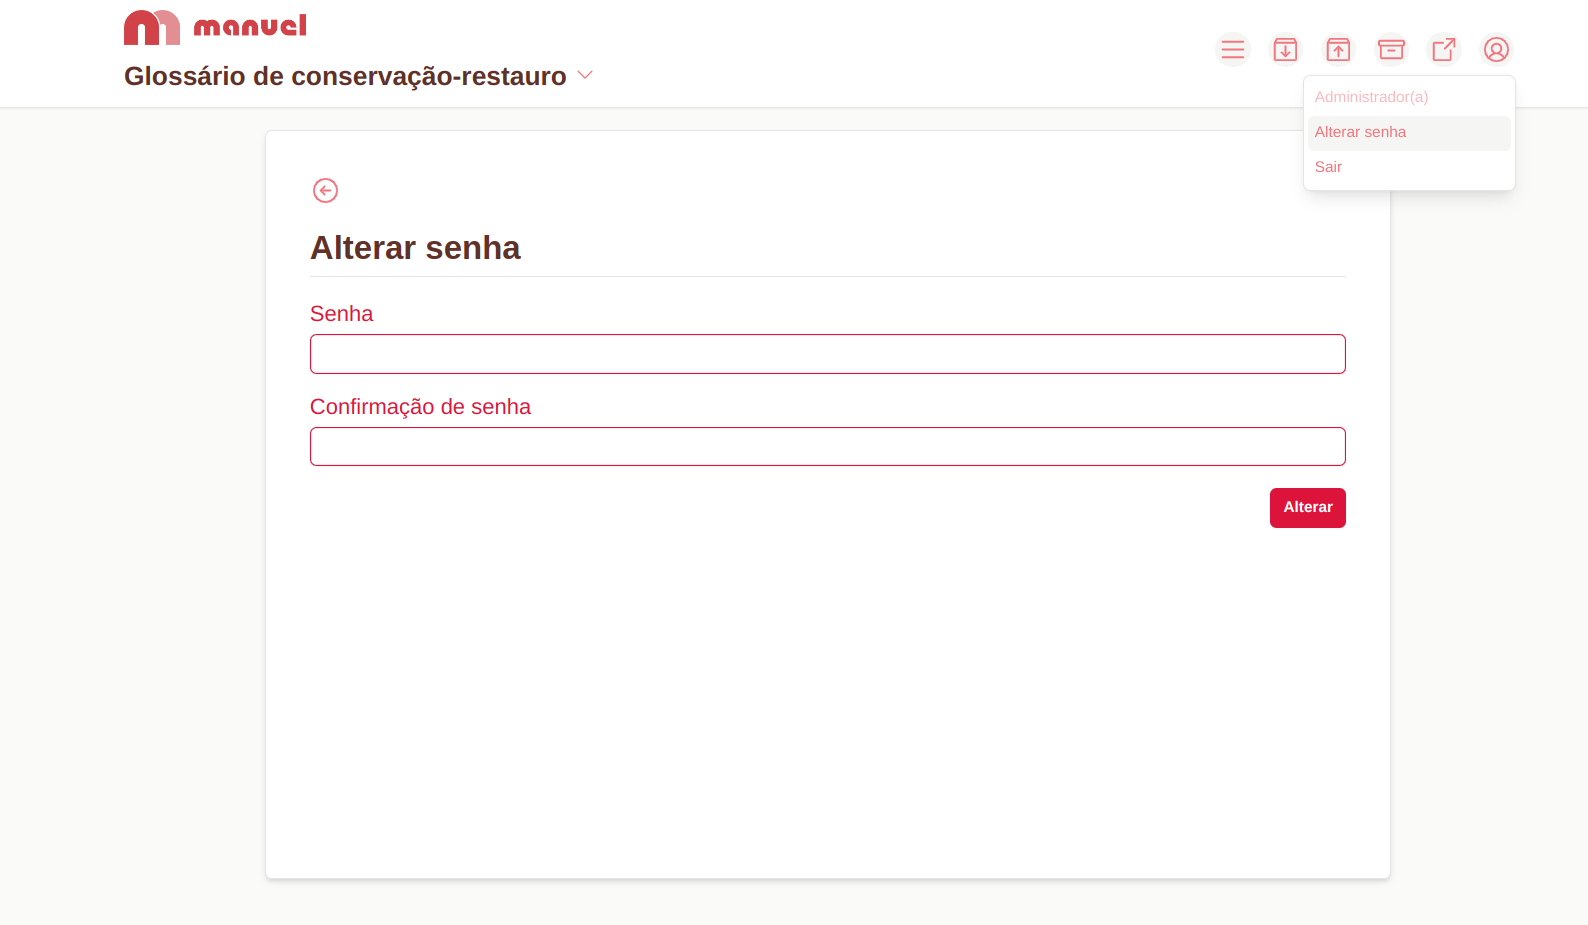 manuel
Glossário de conservação-restauro
Administrador(a)
Alterar senha
Sair
Alterar senha
Senha
Confirmação de senha
Alterar